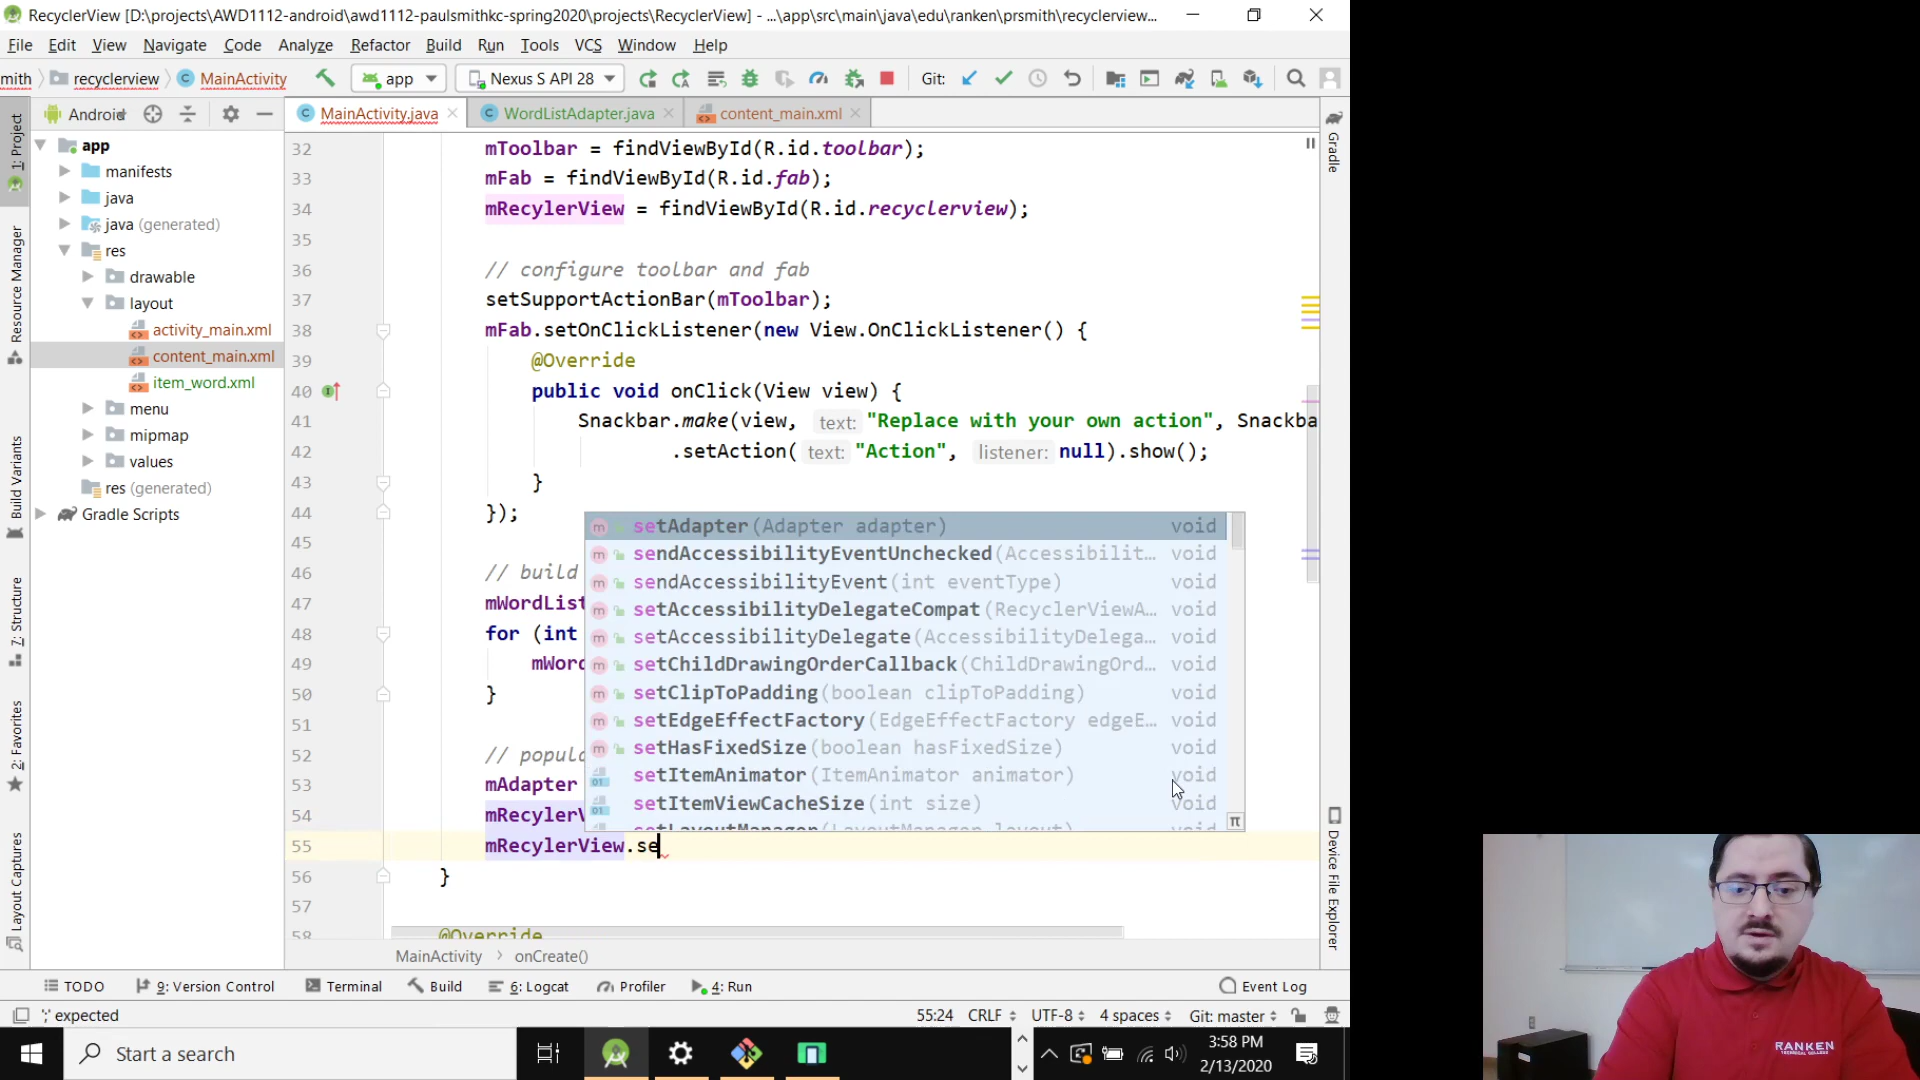 RecyclerView [D:\projects\AWD1112-android\awd1112-paulsmithkc-spring2020\projects\RecyclerView] - ...\app\src\main\java\edu\ranken\prsmith\recyclerview...
File Edit View Navigate Code Analyze Refactor Build Run Tools VCS Window Help
mith recyclerview MainActivity app Nexus S API 28 Git:
Android MainActivity.java WordListAdapter.java content_main.xml
1: Project
Resource Manager
Build Variants
7: Structure
2: Favorites
Layout Captures
app
manifests
java
java (generated)
res
drawable
layout
activity_main.xml
content_main.xml
item_word.xml
menu
mipmap
values
res (generated)
Gradle Scripts
32 mToolbar = findViewById(R.id.toolbar);
33 mFab = findViewById(R.id.fab);
34 mRecylerView = findViewById(R.id.recyclerview);
35
36 // configure toolbar and fab
37 setSupportActionBar(mToolbar);
38 mFab.setOnClickListener(new View.OnClickListener() {
39 @Override
40 public void onClick(View view) {
41 Snackbar.make(view, text: "Replace with your own action", Snackba
42 .setAction( text: "Action", listener: null).show();
43 }
44 });
45
46 // build
47 mWordList
48 for (int
49 mWord
50 }
51
52 // popul
53 mAdapter
54 mRecylerV
55 mRecylerView.se
56 }
57
58 @Override
setAdapter(Adapter adapter) void
sendAccessibilityEventUnchecked(Accessibilit... void
sendAccessibilityEvent(int eventType) void
setAccessibilityDelegateCompat(RecyclerViewA... void
setAccessibilityDelegate(AccessibilityDelega... void
setChildDrawingOrderCallback(ChildDrawingOrd... void
setClipToPadding(boolean clipToPadding) void
setEdgeEffectFactory(EdgeEffectFactory edgeE... void
setHasFixedSize(boolean hasFixedSize) void
setItemAnimator(ItemAnimator animator) void
setItemViewCacheSize(int size) void
setLayoutManager(LayoutManager layout) void
Gradle
Device File Explorer
MainActivity > onCreate()
TODO 9: Version Control Terminal Build 6: Logcat Profiler 4: Run Event Log
';' expected 55:24 CRLF UTF-8 4 spaces Git: master
Start a search
3:58 PM
2/13/2020
RANKEN
TECHNICAL COLLEGE